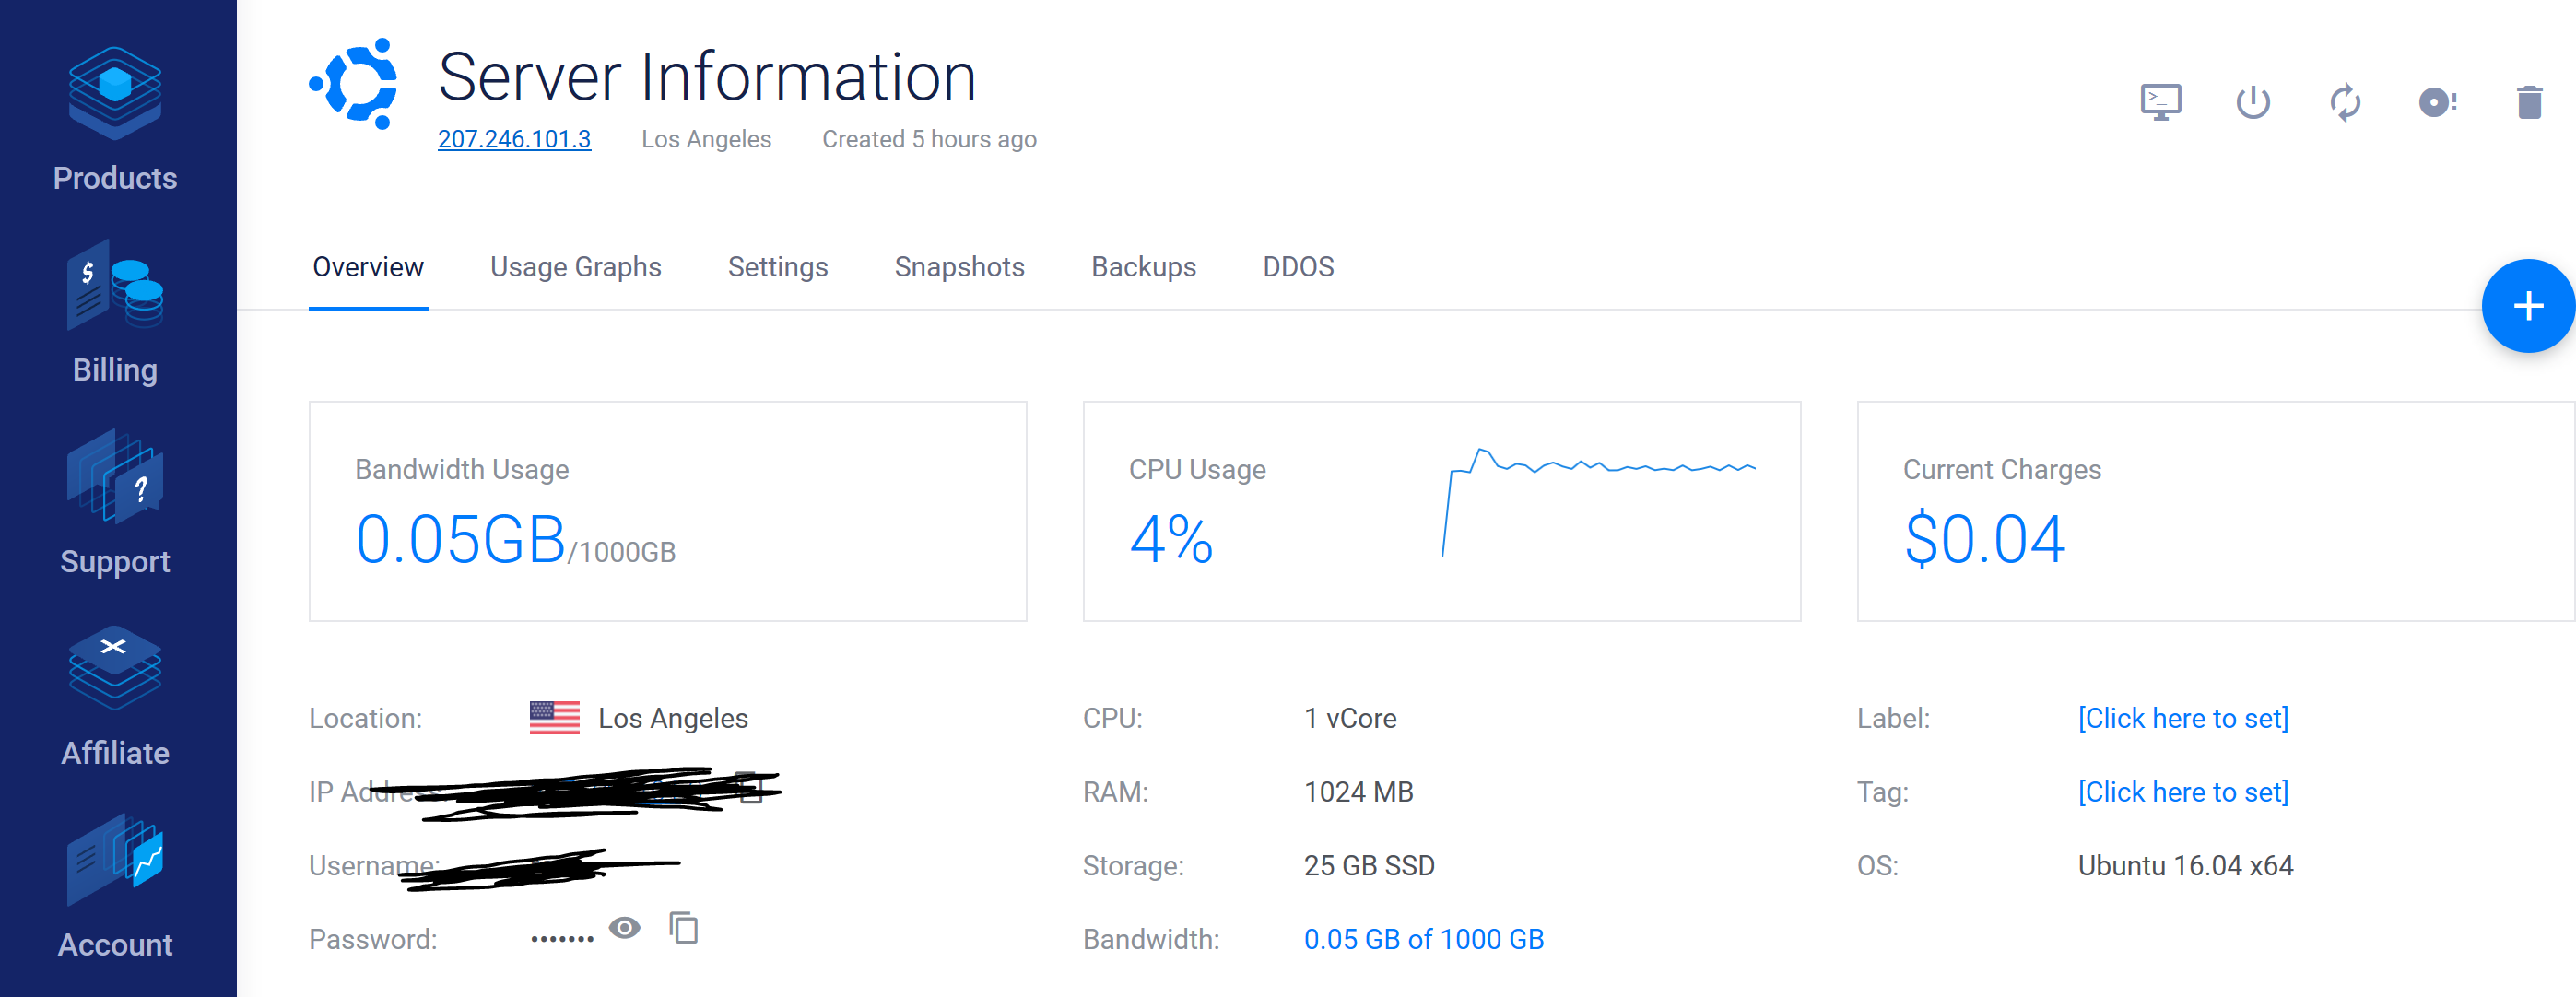 Server Information
207.246.101.3 Los Angeles Created 5 hours ago
Products
Billing
Support
Affiliate
Account
Overview Usage Graphs Settings Snapshots Backups DDOS
Bandwidth Usage
0.05GB/1000GB
CPU Usage
4%
Current Charges
$0.04
Location: Los Angeles
IP Address:
Username:
Password: •••••••
CPU: 1 vCore
RAM: 1024 MB
Storage: 25 GB SSD
Bandwidth: 0.05 GB of 1000 GB
Label: [Click here to set]
Tag: [Click here to set]
OS: Ubuntu 16.04 x64